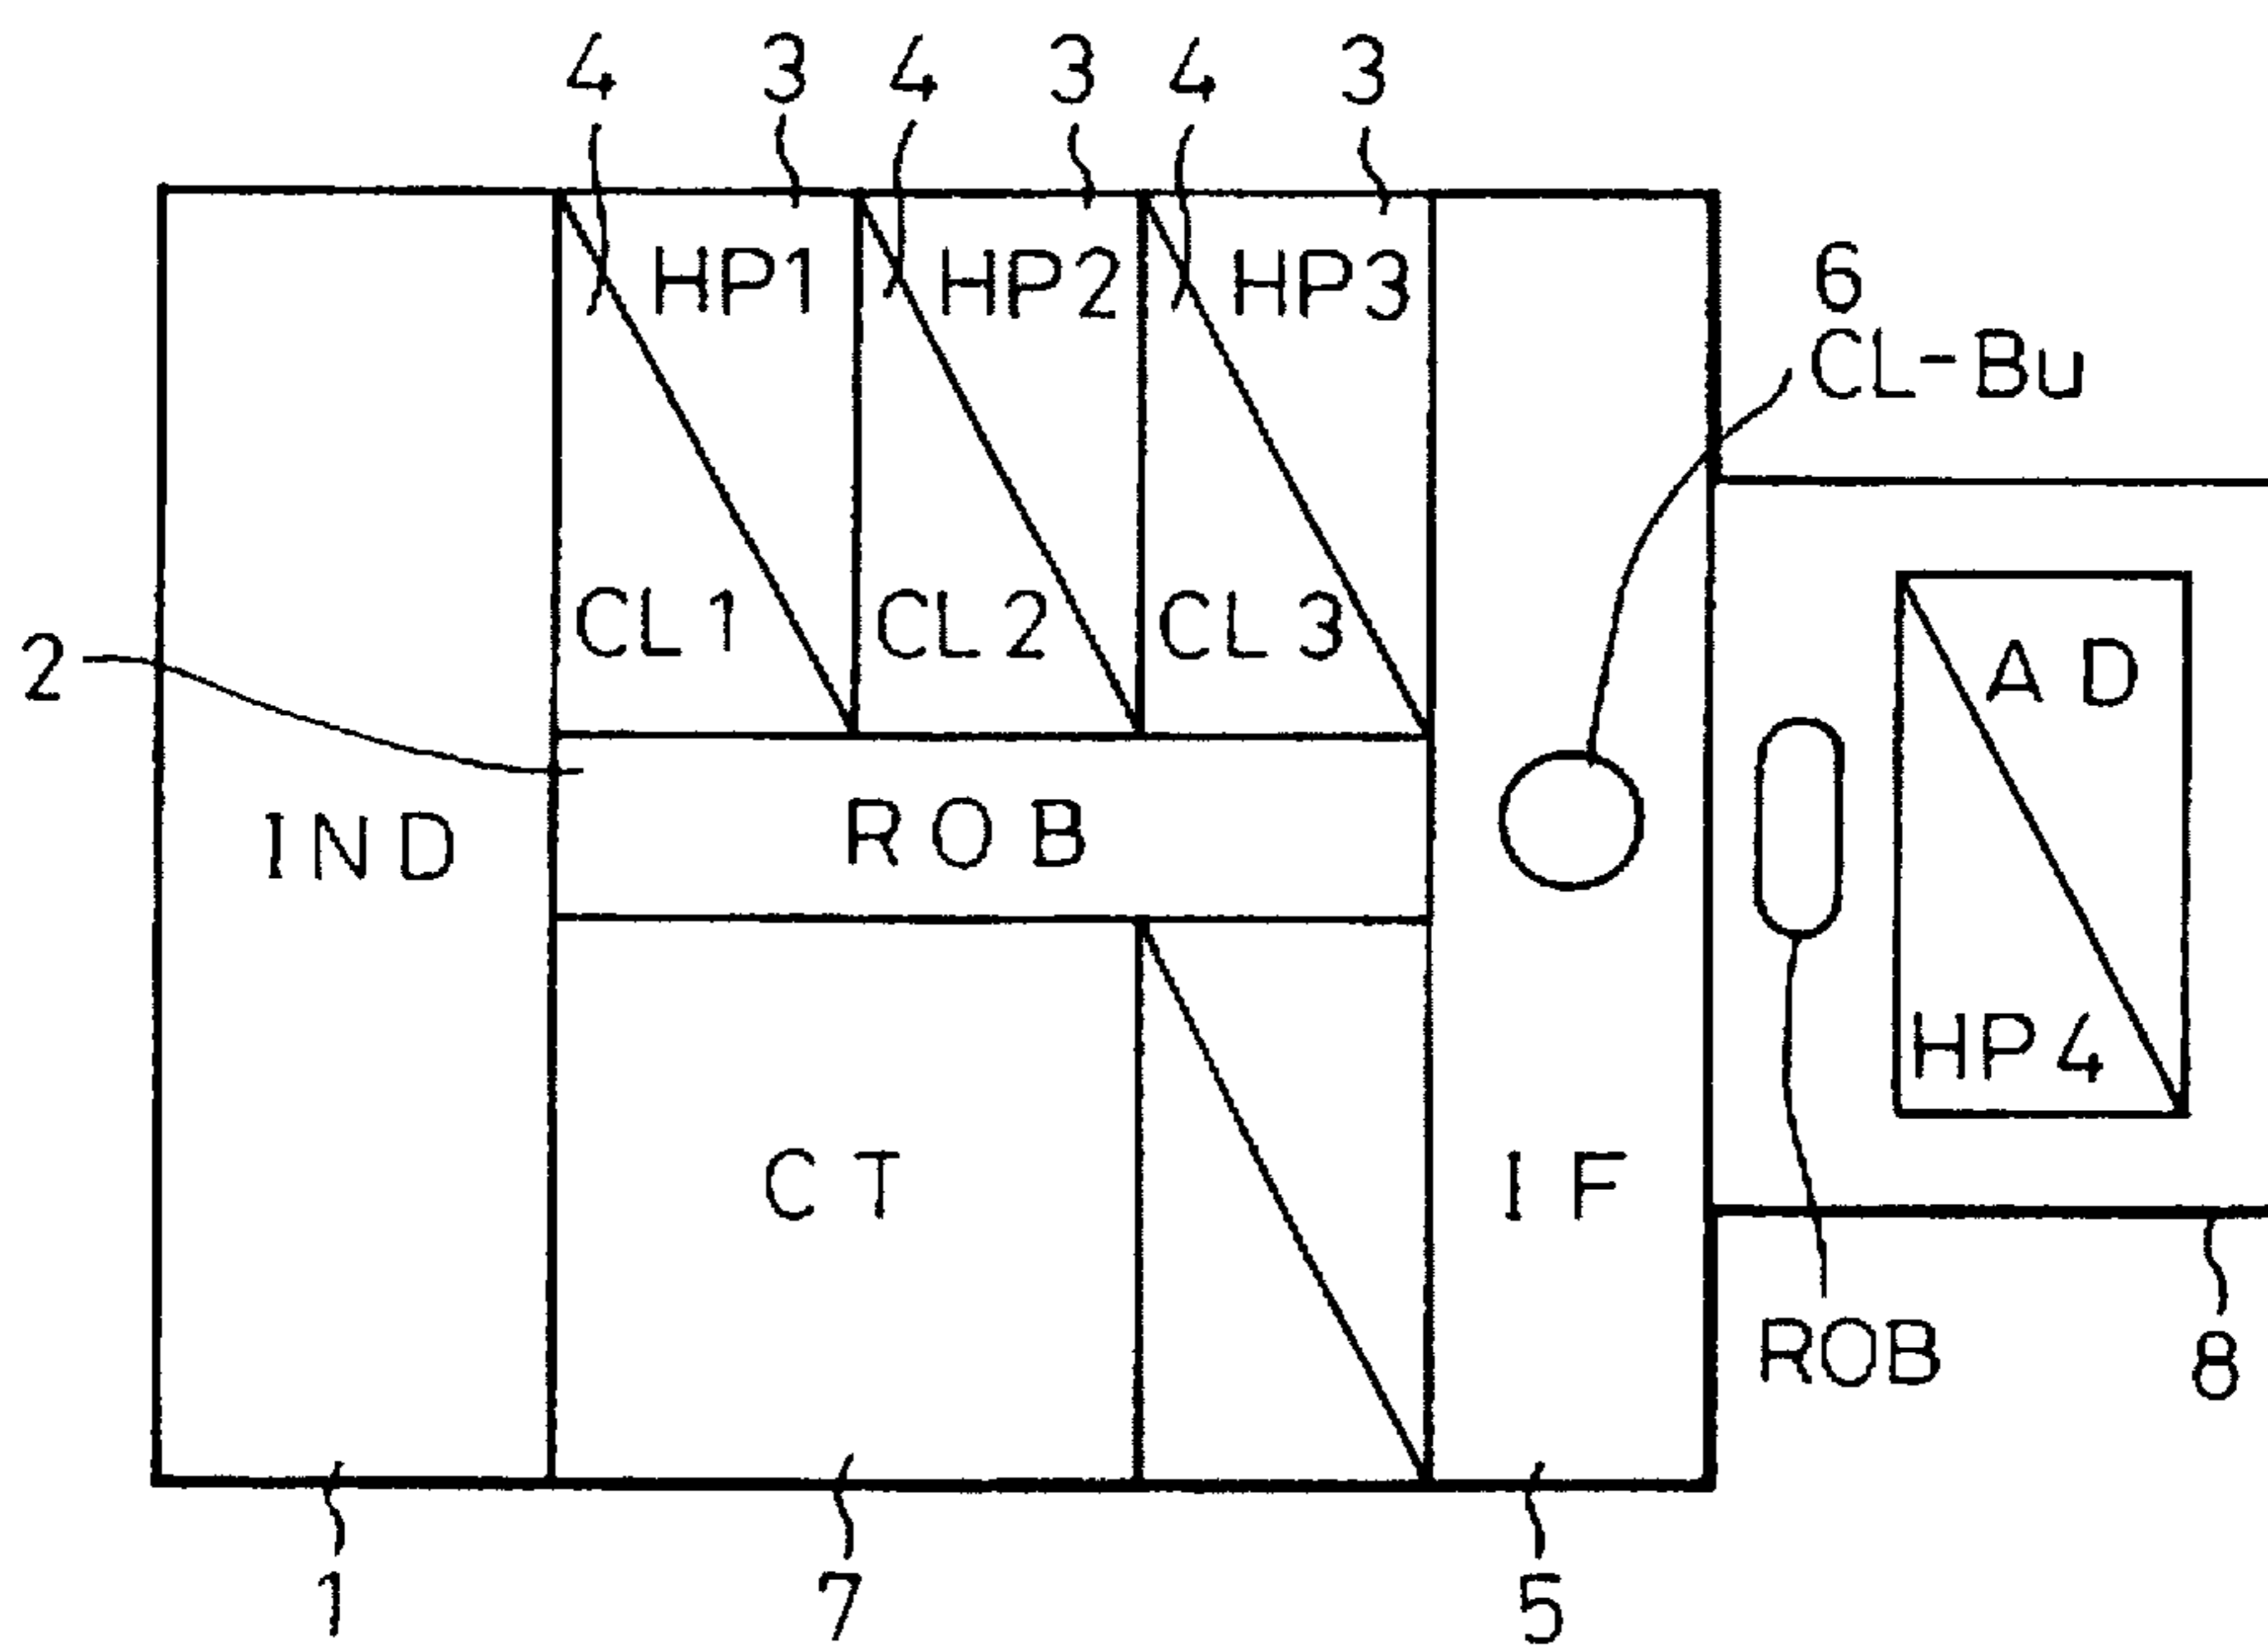 4 3 4 3 4 3
HP1 HP2 HP3
6
CL-Bu
CL1 CL2 CL3
2
A D
IND
ROB
HP4
C T
I F
ROB
8
1
7
5